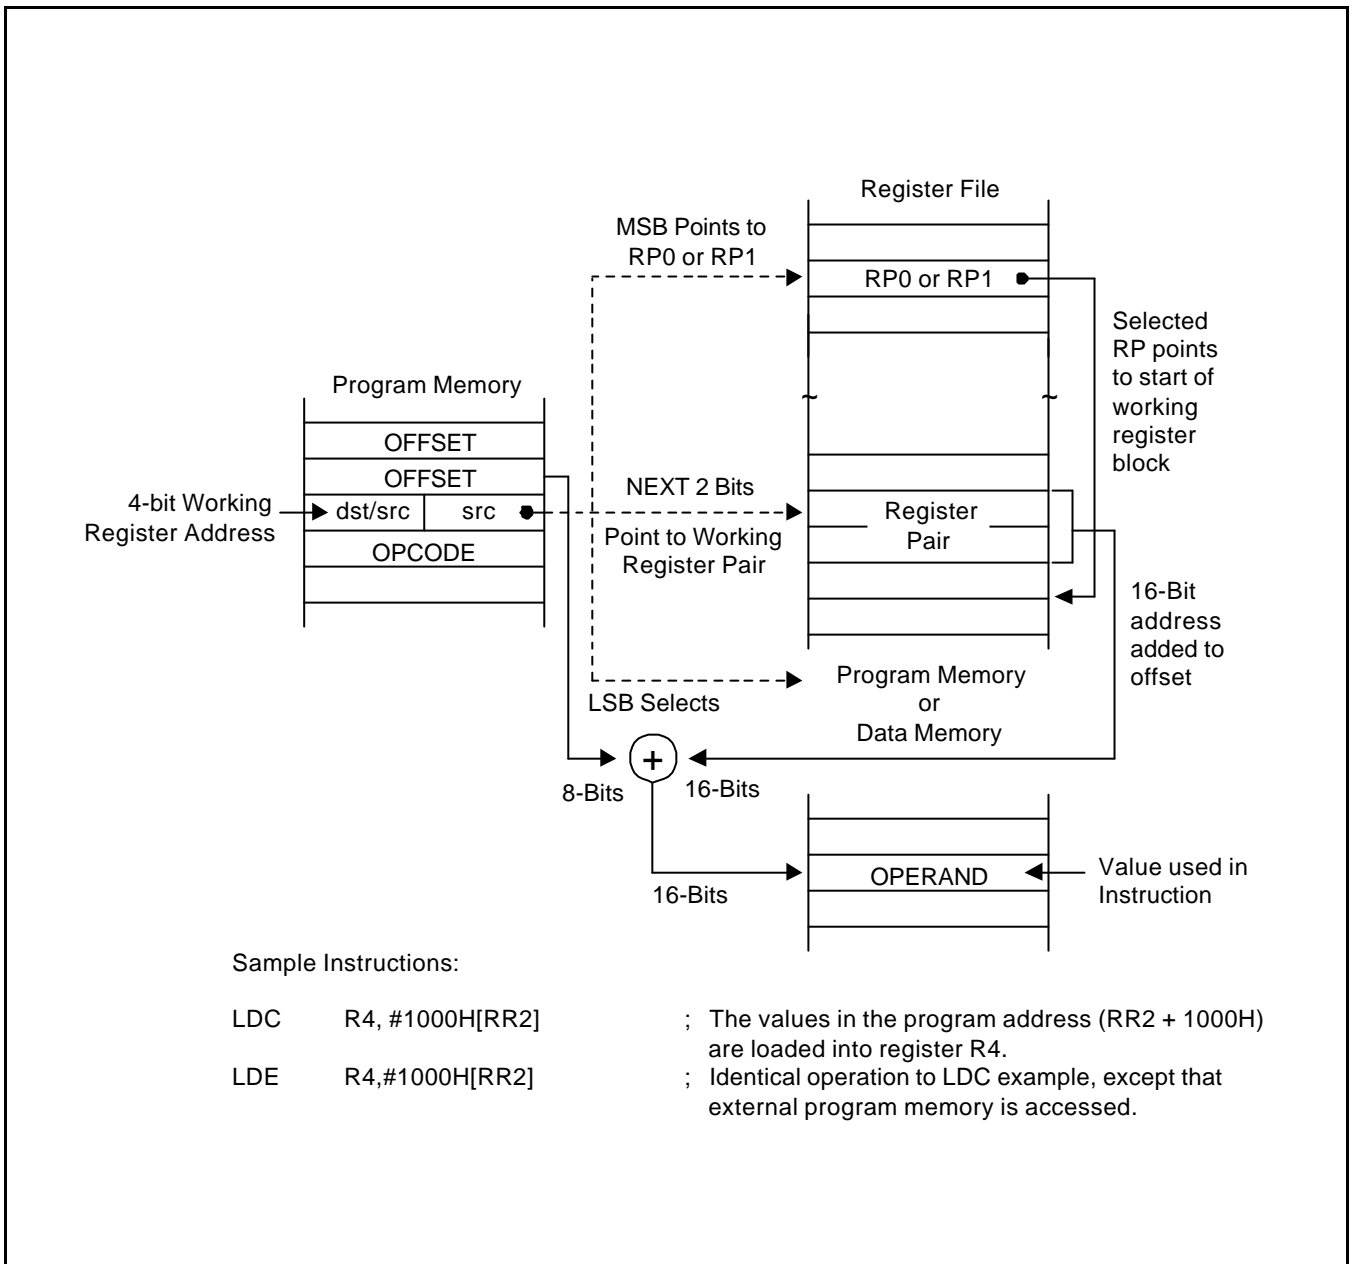 Register File
MSB Points to
RP0 or RP1
RP0 or RP1
Selected
RP points
to start of
working
register
block
Program Memory
OFFSET
OFFSET
4-bit Working
Register Address
dst/src
src
OPCODE
NEXT 2 Bits
Point to Working
Register Pair
Register
Pair
16-Bit
address
added to
offset
LSB Selects
Program Memory
or
Data Memory
+
8-Bits
16-Bits
16-Bits
OPERAND
Value used in
Instruction
Sample Instructions:
LDC R4, #1000H[RR2] ; The values in the program address (RR2 + 1000H)
are loaded into register R4.
LDE R4,#1000H[RR2] ; Identical operation to LDC example, except that
external program memory is accessed.